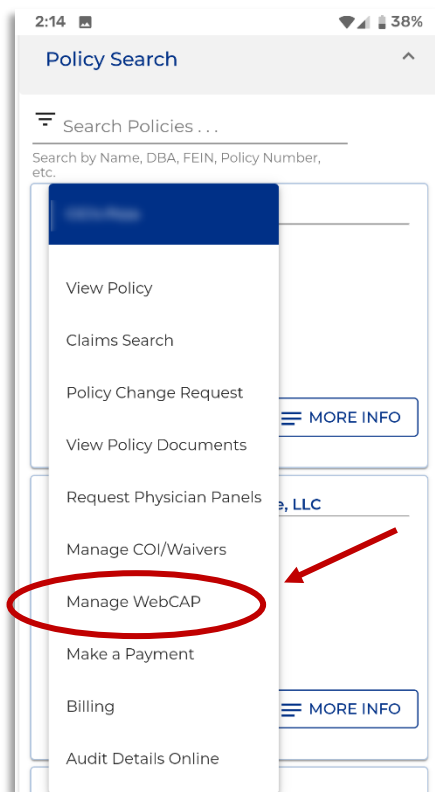 2:14
38%
Policy Search
Search Policies . . .
Search by Name, DBA, FEIN, Policy Number,
etc.
View Policy
Claims Search
Policy Change Request
MORE INFO
View Policy Documents
Request Physician Panels
, LLC
Manage COI/Waivers
Manage WebCAP
Make a Payment
Billing
MORE INFO
Audit Details Online